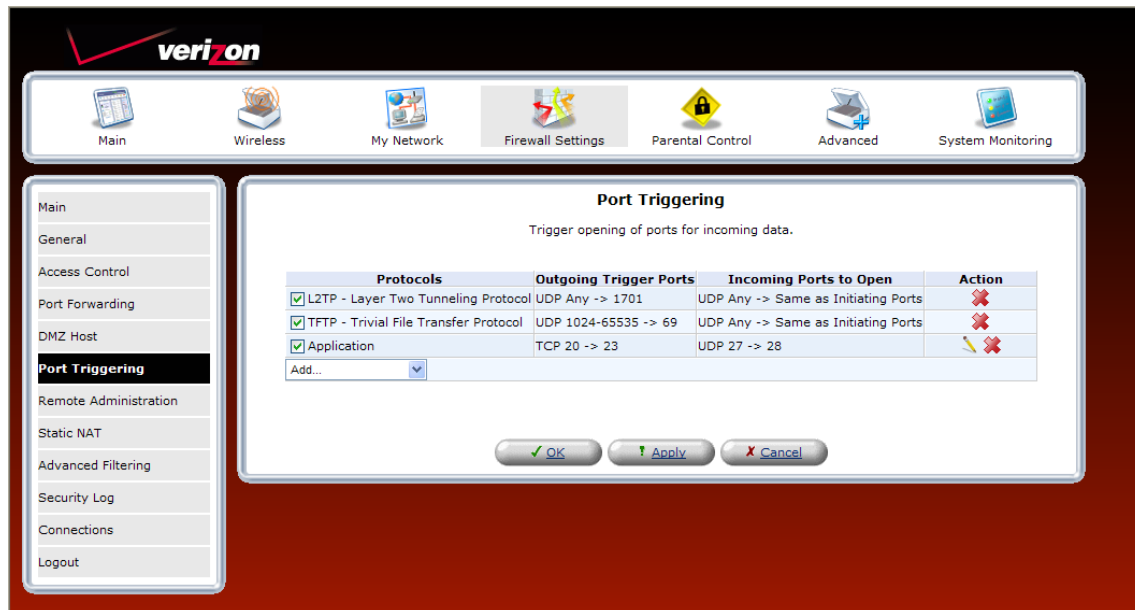 verizon
Main Wireless My Network Firewall Settings Parental Control Advanced System Monitoring
Main
General
Access Control
Port Forwarding
DMZ Host
Port Triggering
Remote Administration
Static NAT
Advanced Filtering
Security Log
Connections
Logout
Port Triggering
Trigger opening of ports for incoming data.
Protocols Outgoing Trigger Ports Incoming Ports to Open Action
L2TP - Layer Two Tunneling Protocol UDP Any -> 1701 UDP Any -> Same as Initiating Ports
TFTP - Trivial File Transfer Protocol UDP 1024-65535 -> 69 UDP Any -> Same as Initiating Ports
Application TCP 20 -> 23 UDP 27 -> 28
Add...
OK Apply Cancel